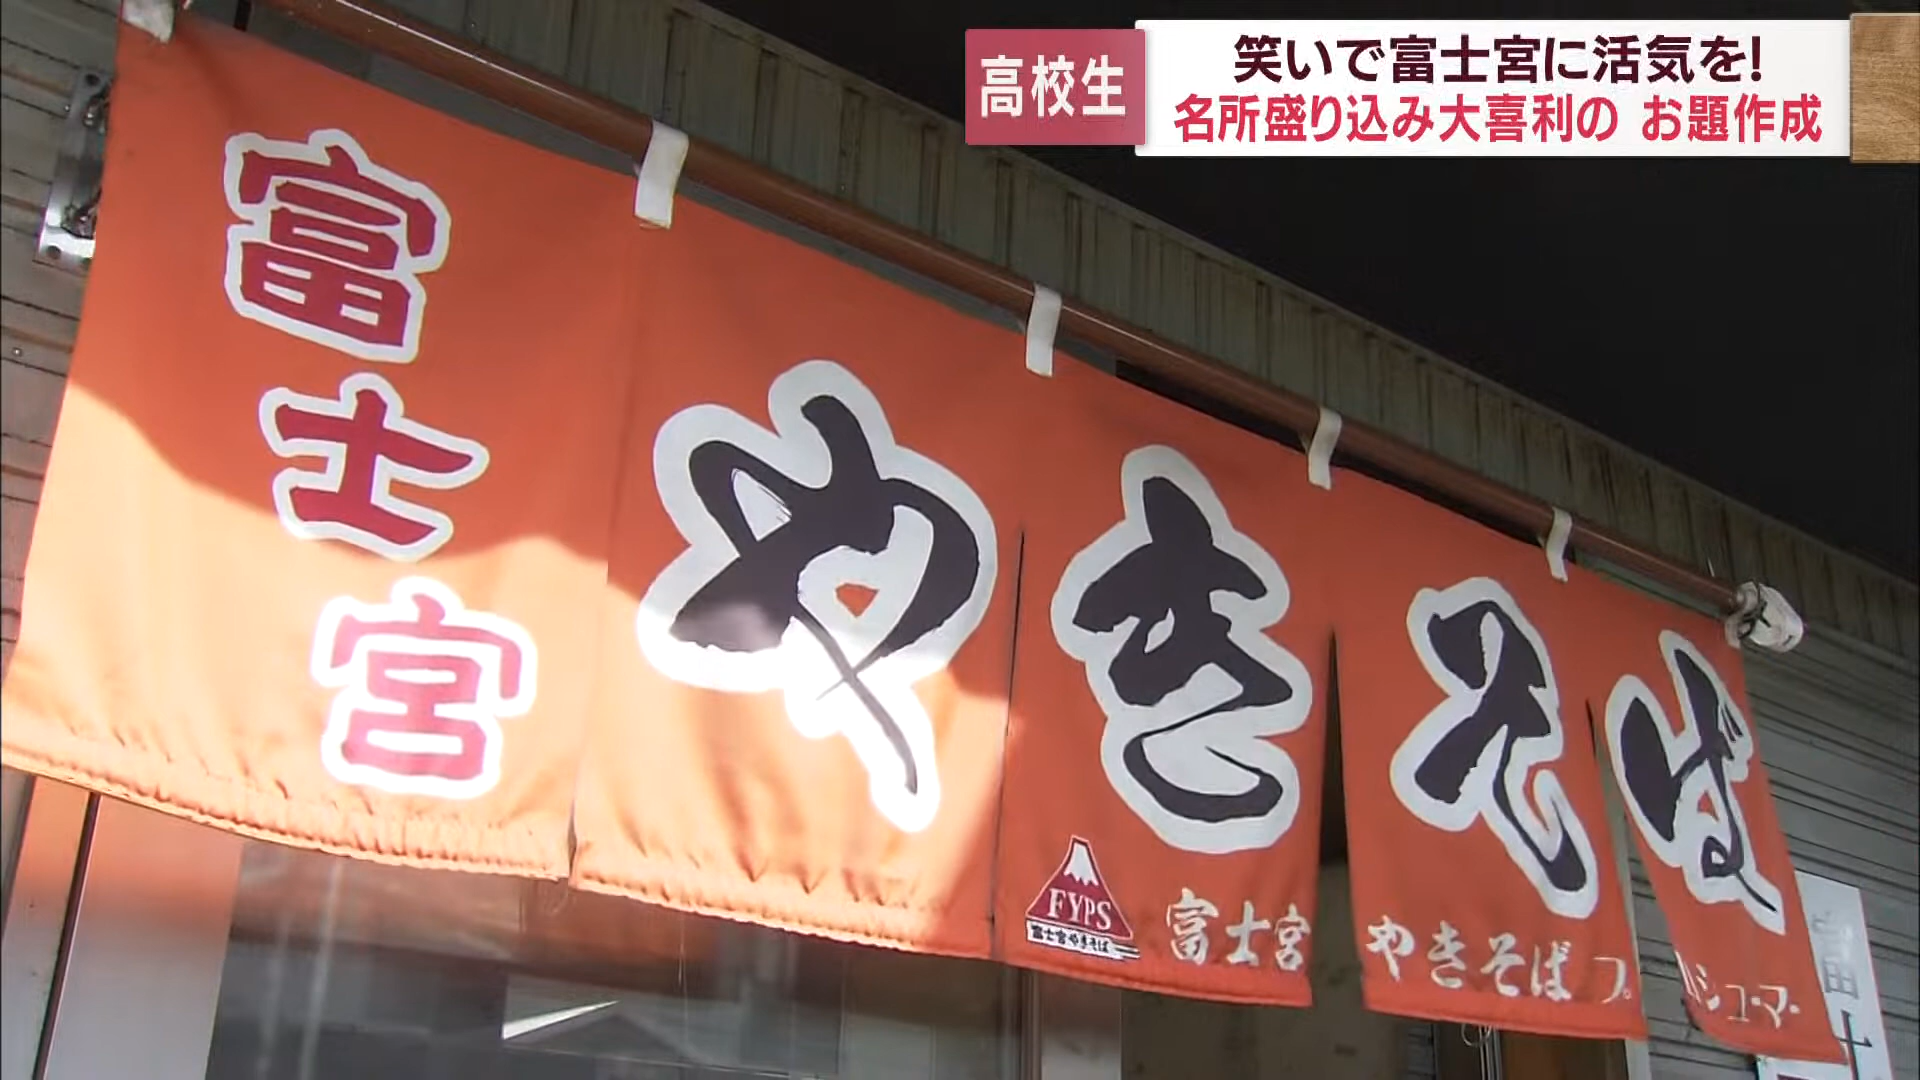 高校生
笑いで富士宮に活気を!
名所盛り込み大喜利の お題作成
富士宮
やきそば
FYPS
富士宮やきそば
富士宮 やきそば
富士